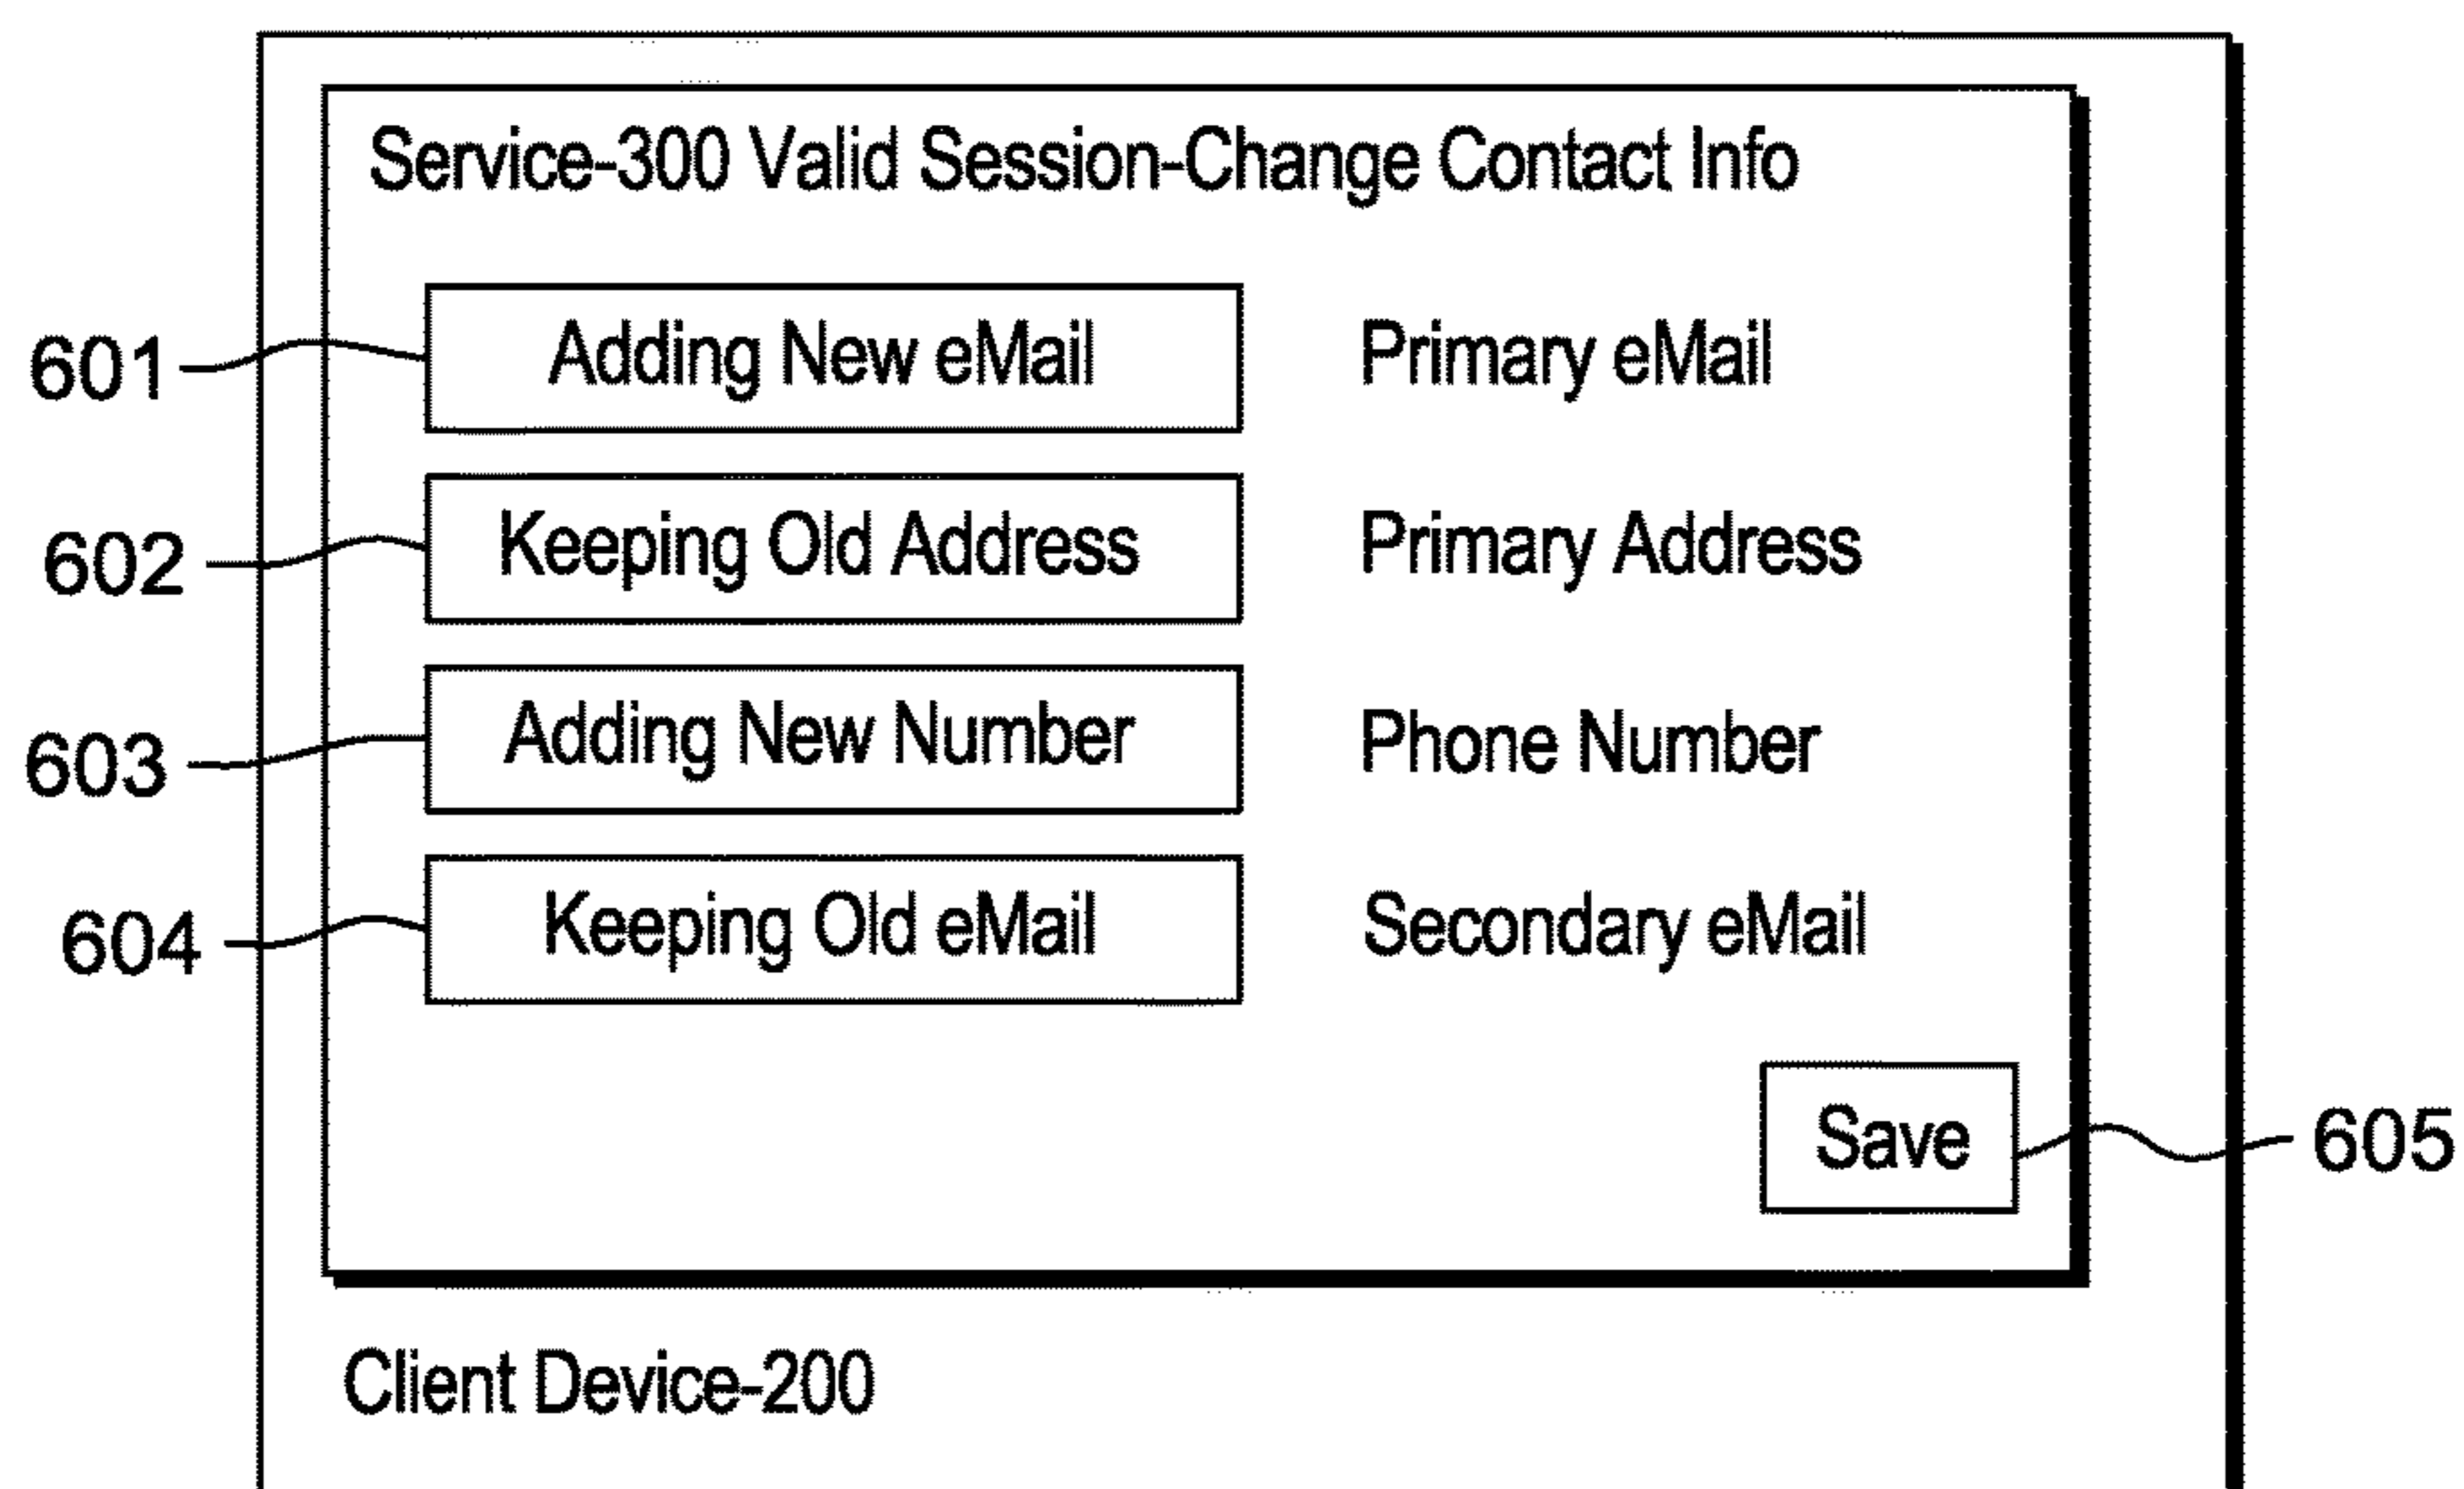 Service-300 Valid Session-Change Contact Info
601 Adding New eMail Primary eMail
602 Keeping Old Address Primary Address
603 Adding New Number Phone Number
604 Keeping Old eMail Secondary eMail
Save 605
Client Device-200